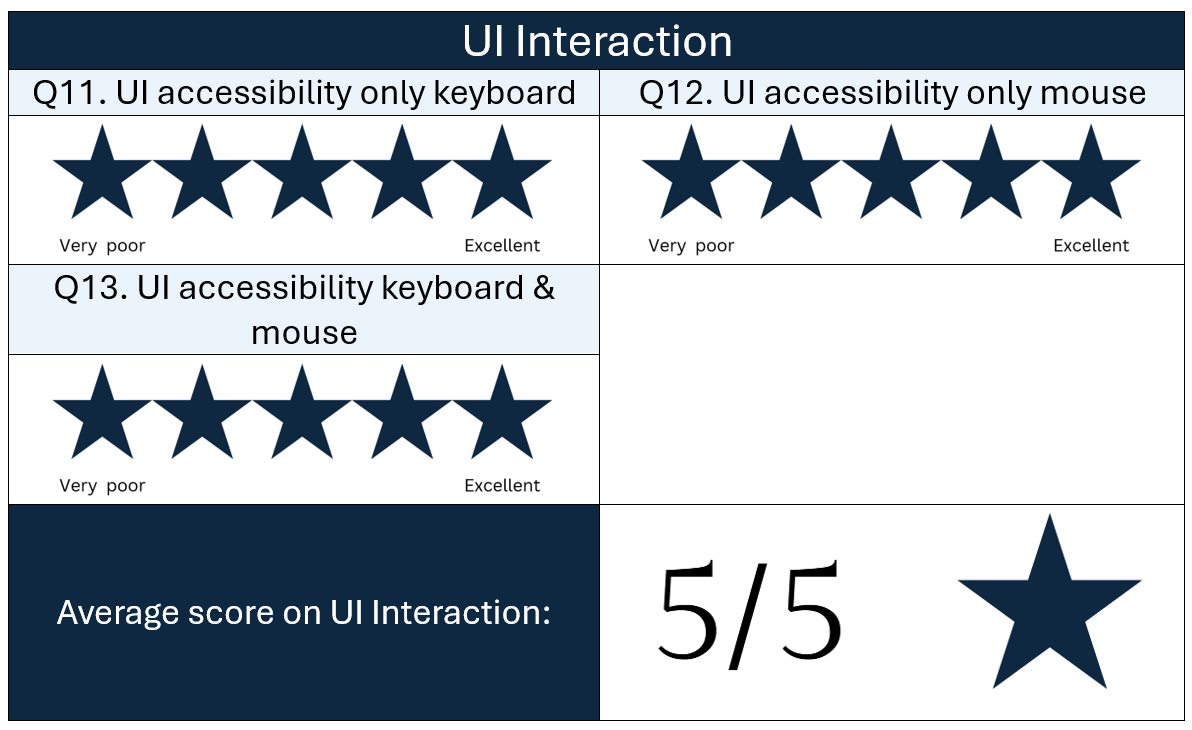 UI Interaction
Q11. UI accessibility only keyboard
Q12. UI accessibility only mouse
Very poor
Excellent
Very poor
Excellent
Q13. UI accessibility keyboard &
mouse
Very poor
Excellent
Average score on UI Interaction:
5/5